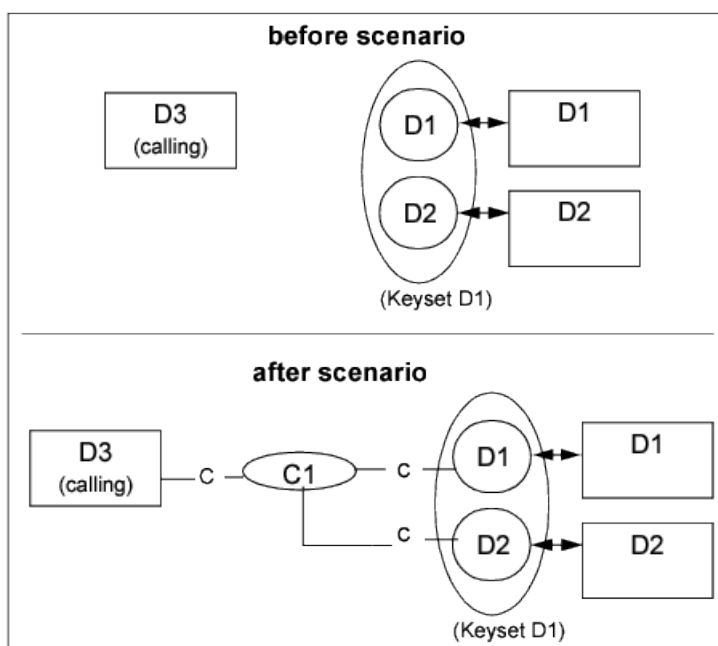 before scenario
D3
(calling)
D1
D1
D2
D2
(Keyset D1)
after scenario
D3
(calling)
C
C1
C
D1
D1
C
D2
D2
(Keyset D1)